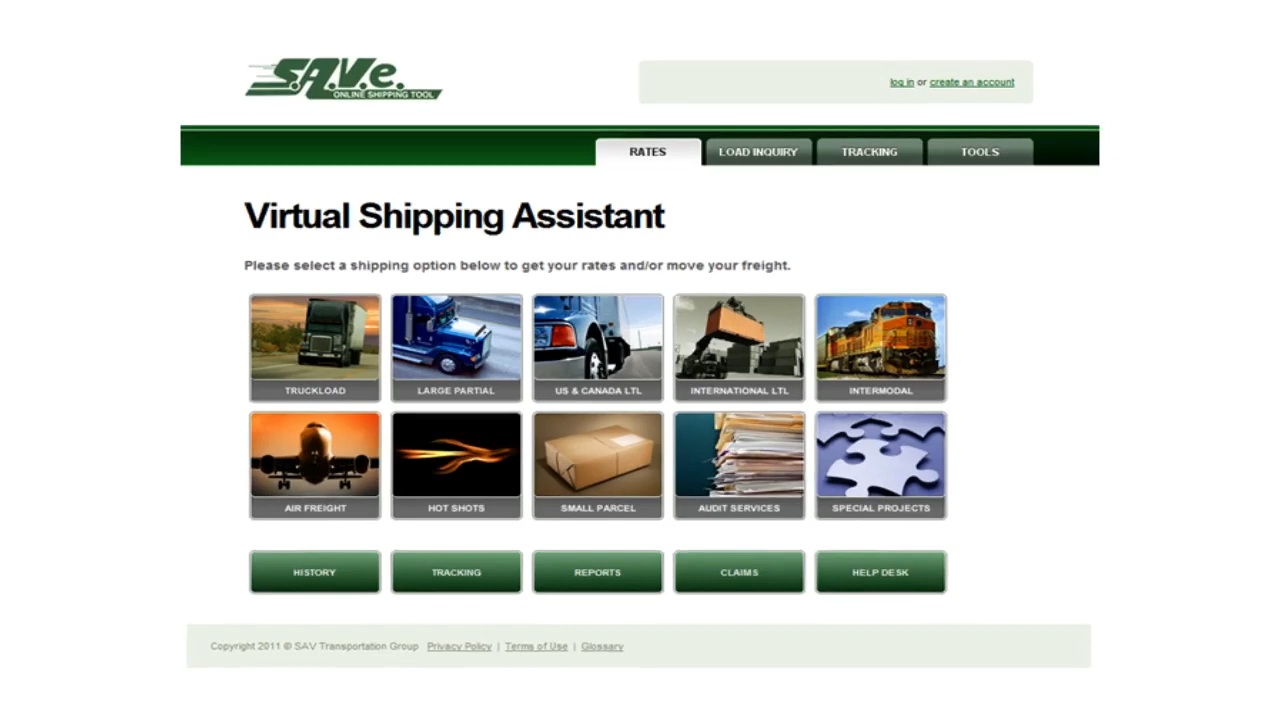 S.A.V.e.
ONLINE SHIPPING TOOL
log in or create an account
RATES
LOAD INQUIRY
TRACKING
TOOLS
Virtual Shipping Assistant
Please select a shipping option below to get your rates and/or move your freight.
TRUCKLOAD
LARGE PARTIAL
US & CANADA LTL
INTERNATIONAL LTL
INTERMODAL
AIR FREIGHT
HOT SHOTS
SMALL PARCEL
AUDIT SERVICES
SPECIAL PROJECTS
HISTORY
TRACKING
REPORTS
CLAIMS
HELP DESK
Copyright 2011 © SAV Transportation Group Privacy Policy | Terms of Use | Glossary